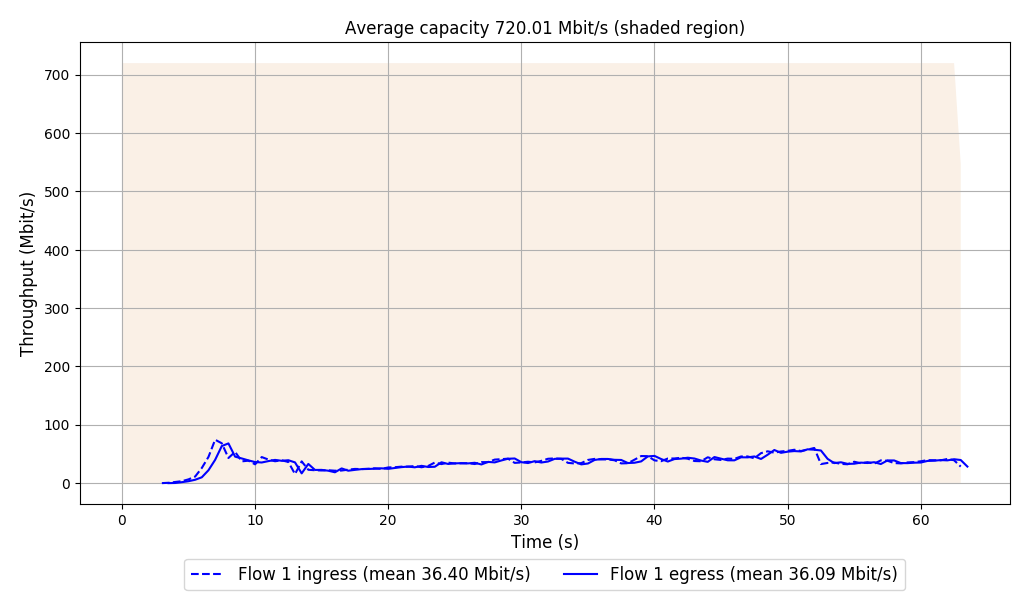 Average capacity 720.01 Mbit/s (shaded region)
Throughput (Mbit/s)
700
600
500
400
300
200
100
0
0 10 20 30 40 50 60
Time (s)
Flow 1 ingress (mean 36.40 Mbit/s) Flow 1 egress (mean 36.09 Mbit/s)